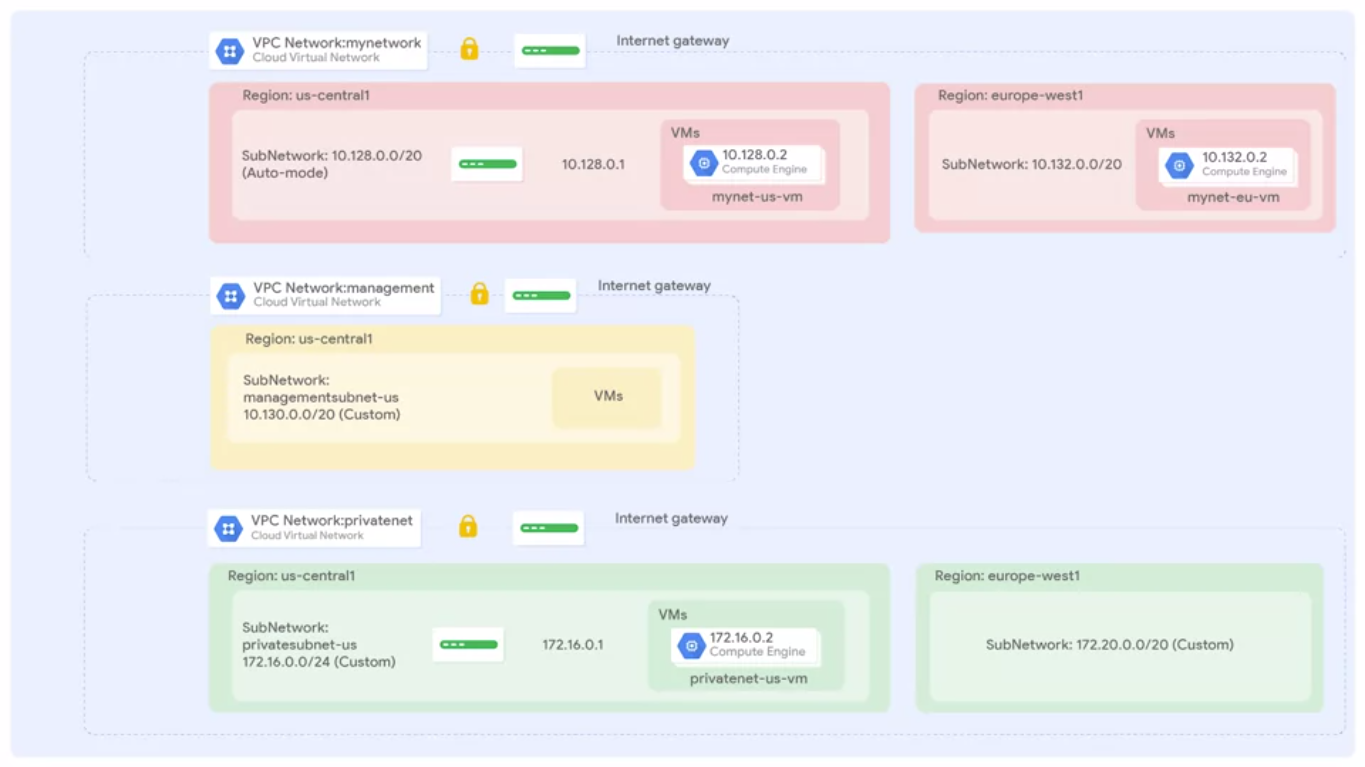 VPC Network:mynetwork
Cloud Virtual Network
Internet gateway
Region: us-central1
SubNetwork: 10.128.0.0/20
(Auto-mode)
10.128.0.1
VMs
10.128.0.2
Compute Engine
mynet-us-vm
Region: europe-west1
SubNetwork: 10.132.0.0/20
VMs
10.132.0.2
Compute Engine
mynet-eu-vm
VPC Network:management
Cloud Virtual Network
Internet gateway
Region: us-central1
SubNetwork:
managementsubnet-us
10.130.0.0/20 (Custom)
VMs
VPC Network:privatenet
Cloud Virtual Network
Internet gateway
Region: us-central1
SubNetwork:
privatesubnet-us
172.16.0.0/24 (Custom)
172.16.0.1
VMs
172.16.0.2
Compute Engine
privatenet-us-vm
Region: europe-west1
SubNetwork: 172.20.0.0/20 (Custom)